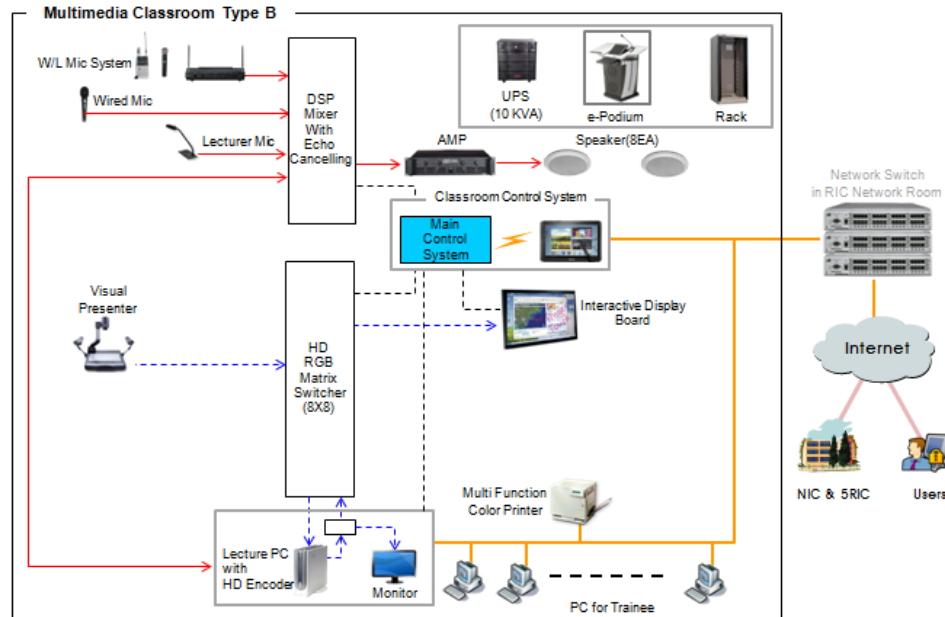 Multimedia Classroom Type B
W/L Mic System
Wired Mic
Lecturer Mic
DSP
Mixer
With
Echo
Cancelling
UPS
(10 KVA)
e-Podium
Rack
AMP
Speaker(8EA)
Classroom Control System
Main
Control
System
Network Switch
in RIC Network Room
Visual
Presenter
HD
RGB
Matrix
Switcher
(8X8)
Interactive Display
Board
Internet
NIC & 5RIC
Users
Multi Function
Color Printer
Lecture PC
with
HD Encoder
Monitor
PC for Trainee